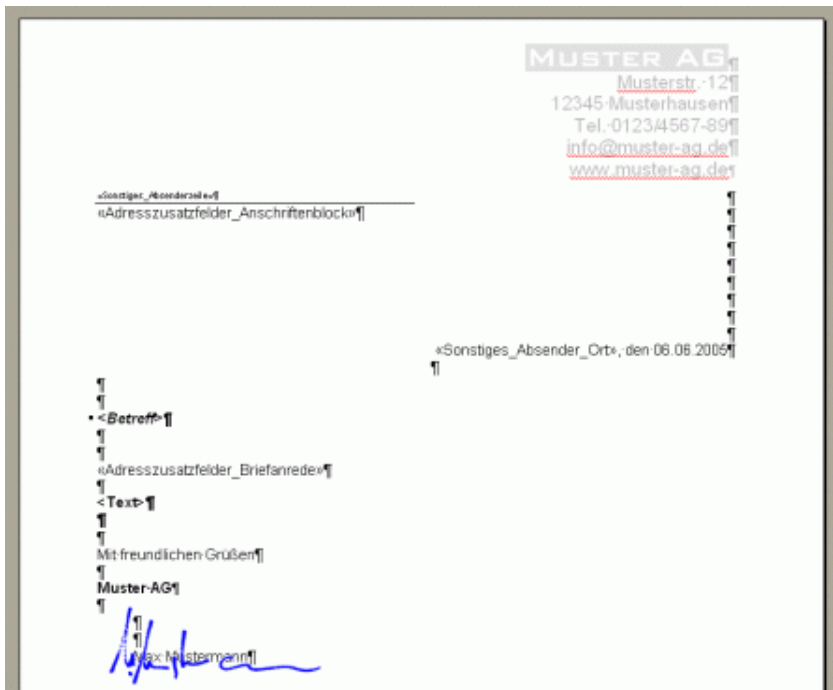 MUSTER AG¶
Musterstr.·12¶
12345·Musterhausen¶
Tel.·0123/4567-89¶
info@muster-ag.de¶
www.muster-ag.de¶
«Sonstiges_Absenderzeile»¶
«Adresszusatzfelder_Anschriftenblock»¶
¶
¶
¶
¶
¶
¶
¶
¶
¶
«Sonstiges_Absender_Ort»,·den·06.06.2005¶
¶
¶
¶
<Betreff>¶
¶
¶
«Adresszusatzfelder_Briefanrede»¶
¶
<Text>¶
¶
¶
Mit·freundlichen·Grüßen¶
¶
Muster·AG¶
¶
¶
¶
Max·Mustermann¶